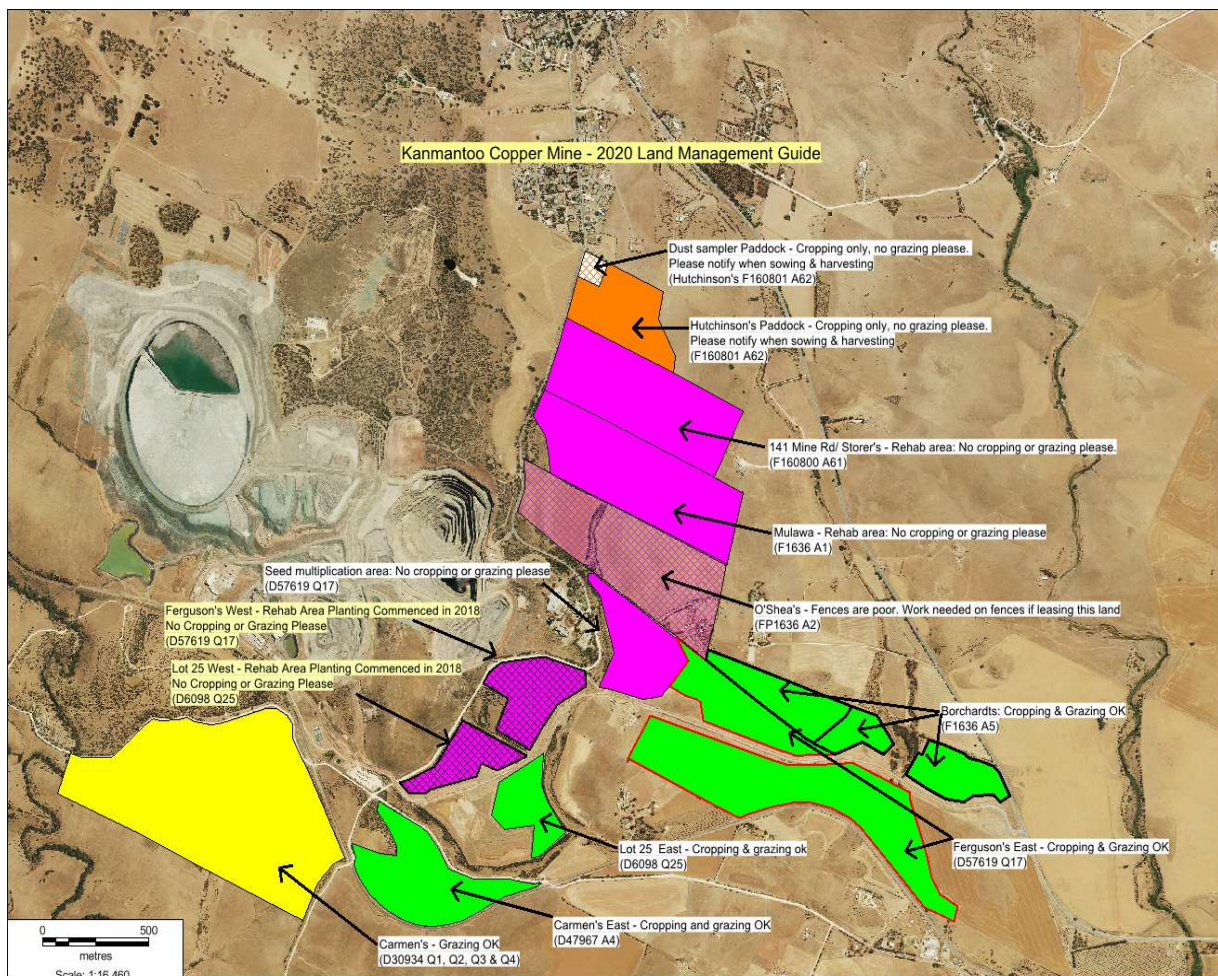 Kanmantoo Copper Mine - 2020 Land Management Guide
Dust sampler Paddock - Cropping only, no grazing please.
Please notify when sowing & harvesting
(Hutchinson's F160801 A62)
Hutchinson's Paddock - Cropping only, no grazing please.
Please notify when sowing & harvesting
(F160801 A62)
141 Mine Rd/ Storer's - Rehab area: No cropping or grazing please.
(F160800 A61)
Mulawa - Rehab area: No cropping or grazing please
(F1636 A1)
Seed multiplication area: No cropping or grazing please
(D57619 Q17)
O'Shea's - Fences are poor. Work needed on fences if leasing this land
(FP1636 A2)
Ferguson's West - Rehab Area Planting Commenced in 2018
No Cropping or Grazing Please
(D57619 Q17)
Lot 25 West - Rehab Area Planting Commenced in 2018
No Cropping or Grazing Please
(D6098 Q25)
Borchardts: Cropping & Grazing OK
(F1636 A5)
Ferguson's East - Cropping & Grazing OK
(D57619 Q17)
Lot 25  East - Cropping & grazing ok
(D6098 Q25)
Carmen's East - Cropping and grazing OK
(D47967 A4)
Carmen's - Grazing OK
(D30934 Q1, Q2, Q3 & Q4)
0 500
metres
Scale: 1:16,460